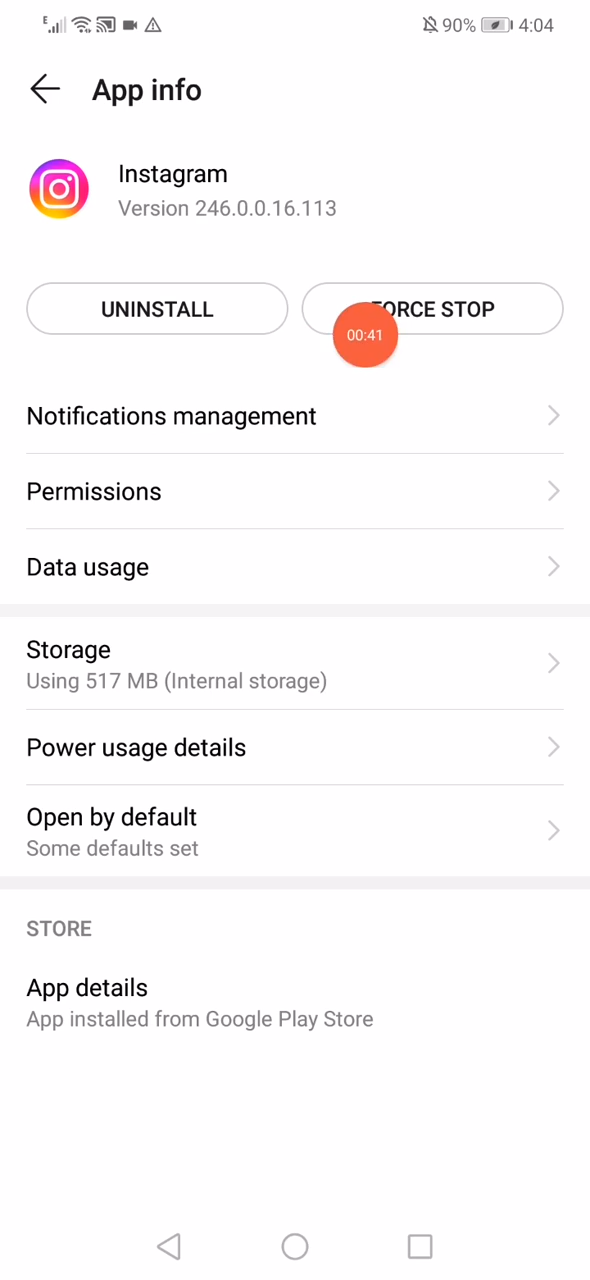 E 90% 4:04
App info
Instagram
Version 246.0.0.16.113
UNINSTALL
ORCE STOP
00:41
Notifications management
Permissions
Data usage
Storage
Using 517 MB (Internal storage)
Power usage details
Open by default
Some defaults set
STORE
App details
App installed from Google Play Store